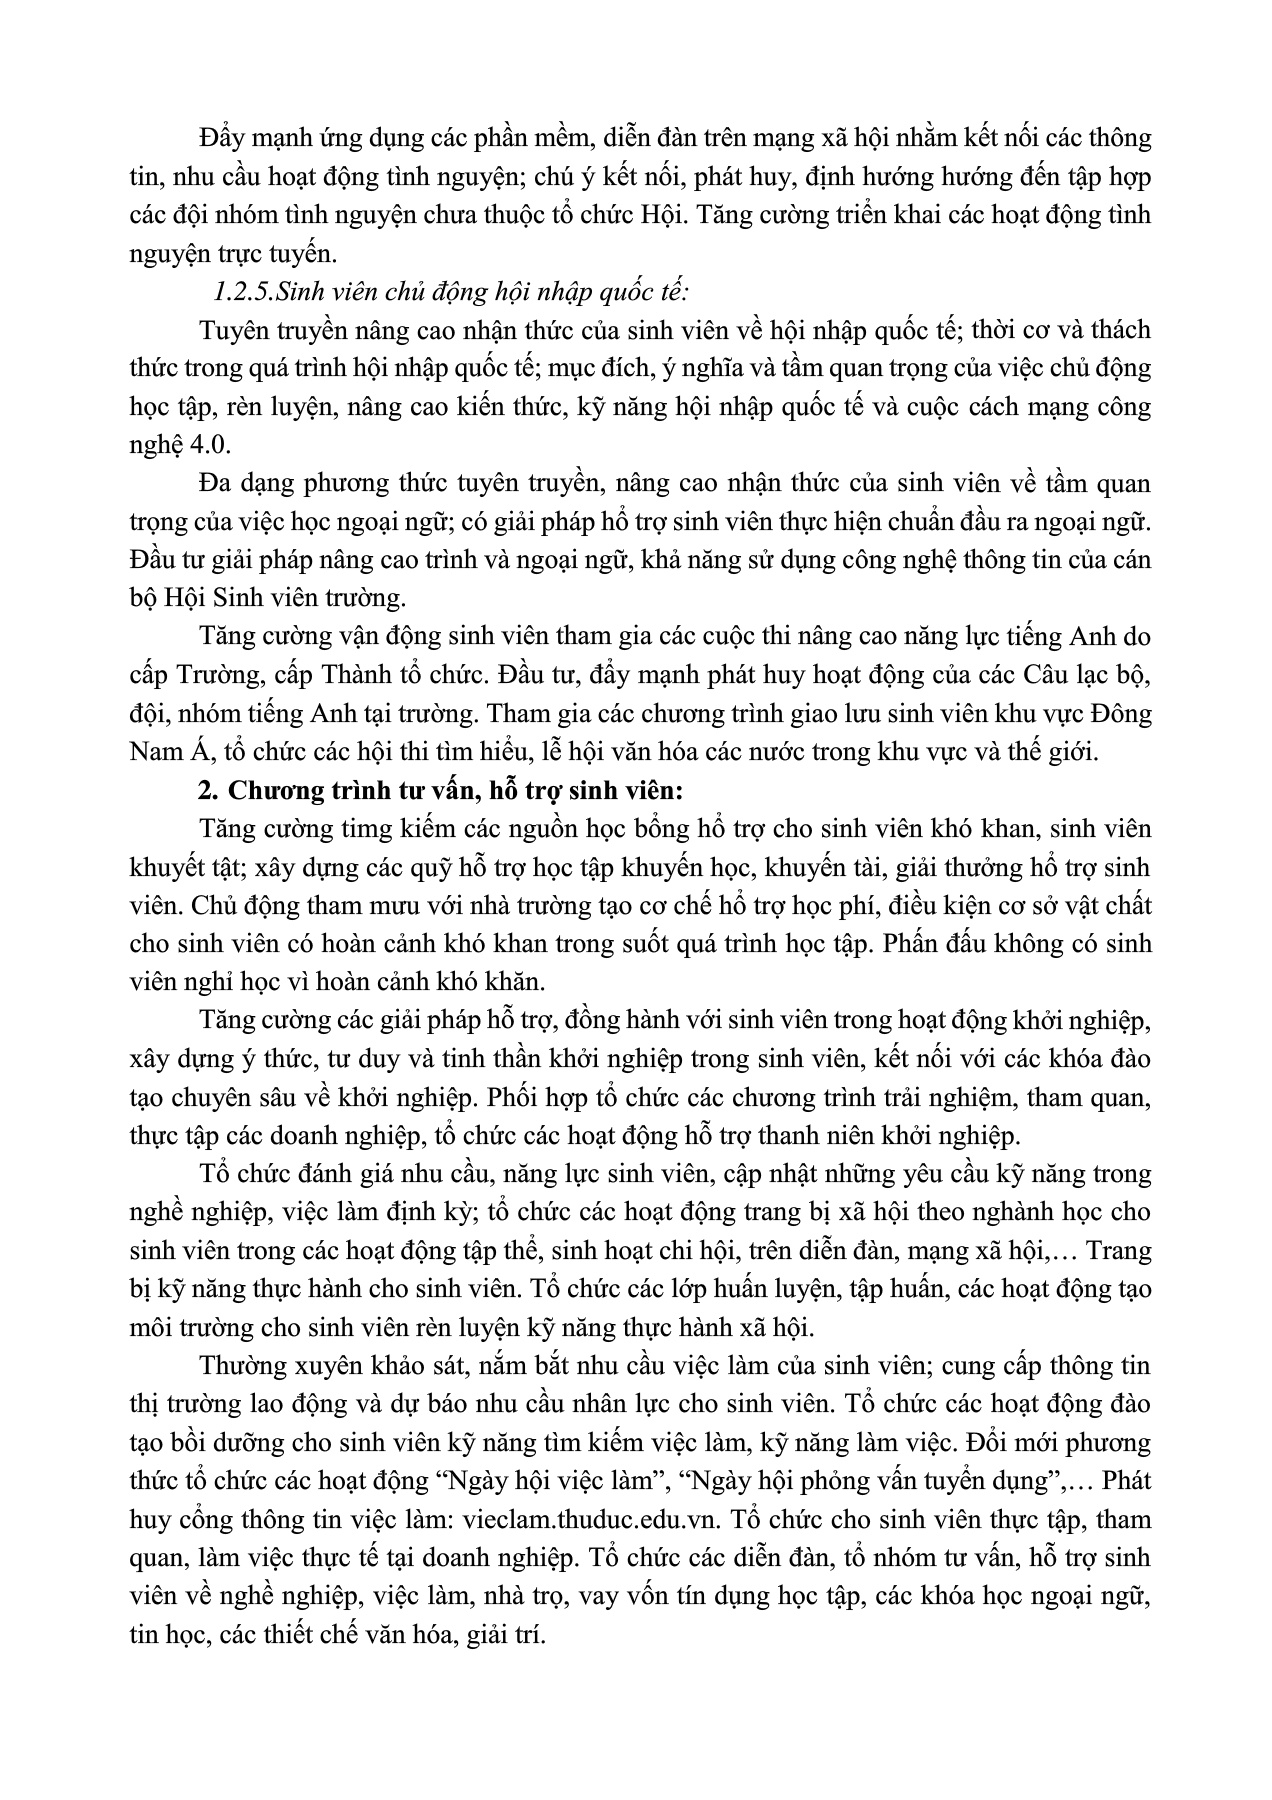 Đẩy mạnh ứng dụng các phần mềm, diễn đàn trên mạng xã hội nhằm kết nối các thông
tin, nhu cầu hoạt động tình nguyện; chú ý kết nối, phát huy, định hướng hướng đến tập hợp
các đội nhóm tình nguyện chưa thuộc tổ chức Hội. Tăng cường triển khai các hoạt động tình
nguyện trực tuyến.
1.2.5.Sinh viên chủ động hội nhập quốc tế:
Tuyên truyền nâng cao nhận thức của sinh viên về hội nhập quốc tế; thời cơ và thách
thức trong quá trình hội nhập quốc tế; mục đích, ý nghĩa và tầm quan trọng của việc chủ động
học tập, rèn luyện, nâng cao kiến thức, kỹ năng hội nhập quốc tế và cuộc cách mạng công
nghệ 4.0.
Đa dạng phương thức tuyên truyền, nâng cao nhận thức của sinh viên về tầm quan
trọng của việc học ngoại ngữ; có giải pháp hổ trợ sinh viên thực hiện chuẩn đầu ra ngoại ngữ.
Đầu tư giải pháp nâng cao trình và ngoại ngữ, khả năng sử dụng công nghệ thông tin của cán
bộ Hội Sinh viên trường.
Tăng cường vận động sinh viên tham gia các cuộc thi nâng cao năng lực tiếng Anh do
cấp Trường, cấp Thành tổ chức. Đầu tư, đẩy mạnh phát huy hoạt động của các Câu lạc bộ,
đội, nhóm tiếng Anh tại trường. Tham gia các chương trình giao lưu sinh viên khu vực Đông
Nam Á, tổ chức các hội thi tìm hiểu, lễ hội văn hóa các nước trong khu vực và thế giới.
2. Chương trình tư vấn, hỗ trợ sinh viên:
Tăng cường timg kiếm các nguồn học bổng hổ trợ cho sinh viên khó khan, sinh viên
khuyết tật; xây dựng các quỹ hỗ trợ học tập khuyến học, khuyến tài, giải thưởng hổ trợ sinh
viên. Chủ động tham mưu với nhà trường tạo cơ chế hổ trợ học phí, điều kiện cơ sở vật chất
cho sinh viên có hoàn cảnh khó khan trong suốt quá trình học tập. Phấn đấu không có sinh
viên nghỉ học vì hoàn cảnh khó khăn.
Tăng cường các giải pháp hỗ trợ, đồng hành với sinh viên trong hoạt động khởi nghiệp,
xây dựng ý thức, tư duy và tinh thần khởi nghiệp trong sinh viên, kết nối với các khóa đào
tạo chuyên sâu về khởi nghiệp. Phối hợp tổ chức các chương trình trải nghiệm, tham quan,
thực tập các doanh nghiệp, tổ chức các hoạt động hỗ trợ thanh niên khởi nghiệp.
Tổ chức đánh giá nhu cầu, năng lực sinh viên, cập nhật những yêu cầu kỹ năng trong
nghề nghiệp, việc làm định kỳ; tổ chức các hoạt động trang bị xã hội theo nghành học cho
sinh viên trong các hoạt động tập thể, sinh hoạt chi hội, trên diễn đàn, mạng xã hội,… Trang
bị kỹ năng thực hành cho sinh viên. Tổ chức các lớp huấn luyện, tập huấn, các hoạt động tạo
môi trường cho sinh viên rèn luyện kỹ năng thực hành xã hội.
Thường xuyên khảo sát, nắm bắt nhu cầu việc làm của sinh viên; cung cấp thông tin
thị trường lao động và dự báo nhu cầu nhân lực cho sinh viên. Tổ chức các hoạt động đào
tạo bồi dưỡng cho sinh viên kỹ năng tìm kiếm việc làm, kỹ năng làm việc. Đổi mới phương
thức tổ chức các hoạt động “Ngày hội việc làm”, “Ngày hội phỏng vấn tuyển dụng”,… Phát
huy cổng thông tin việc làm: vieclam.thuduc.edu.vn. Tổ chức cho sinh viên thực tập, tham
quan, làm việc thực tế tại doanh nghiệp. Tổ chức các diễn đàn, tổ nhóm tư vấn, hỗ trợ sinh
viên về nghề nghiệp, việc làm, nhà trọ, vay vốn tín dụng học tập, các khóa học ngoại ngữ,
tin học, các thiết chế văn hóa, giải trí.